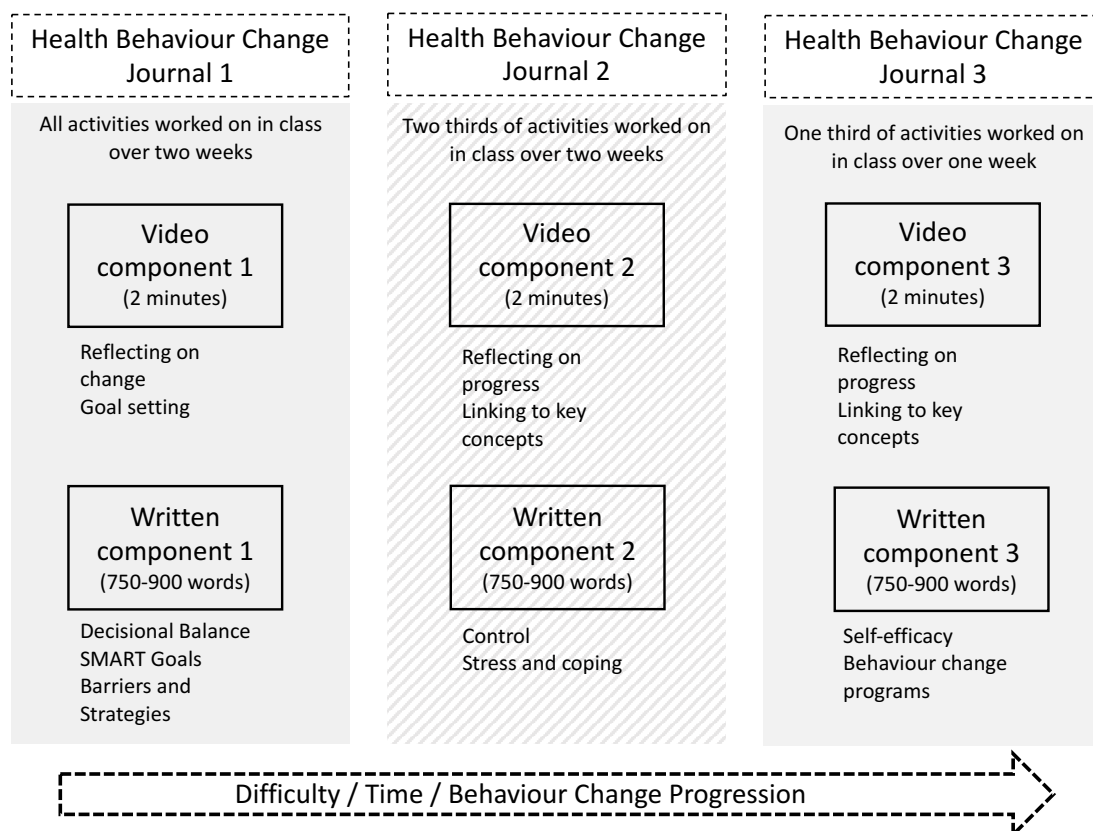 Health Behaviour Change
Journal 1
All activities worked on in class
over two weeks
Video
component 1
(2 minutes)
Reflecting on
change
Goal setting
Written
component 1
(750-900 words)
Decisional Balance
SMART Goals
Barriers and
Strategies
Health Behaviour Change
Journal 2
Two thirds of activities worked on
in class over two weeks
Video
component 2
(2 minutes)
Reflecting on
progress
Linking to key
concepts
Written
component 2
(750-900 words)
Control
Stress and coping
Health Behaviour Change
Journal 3
One third of activities worked on
in class over one week
Video
component 3
(2 minutes)
Reflecting on
progress
Linking to key
concepts
Written
component 3
(750-900 words)
Self-efficacy
Behaviour change
programs
Difficulty / Time / Behaviour Change Progression